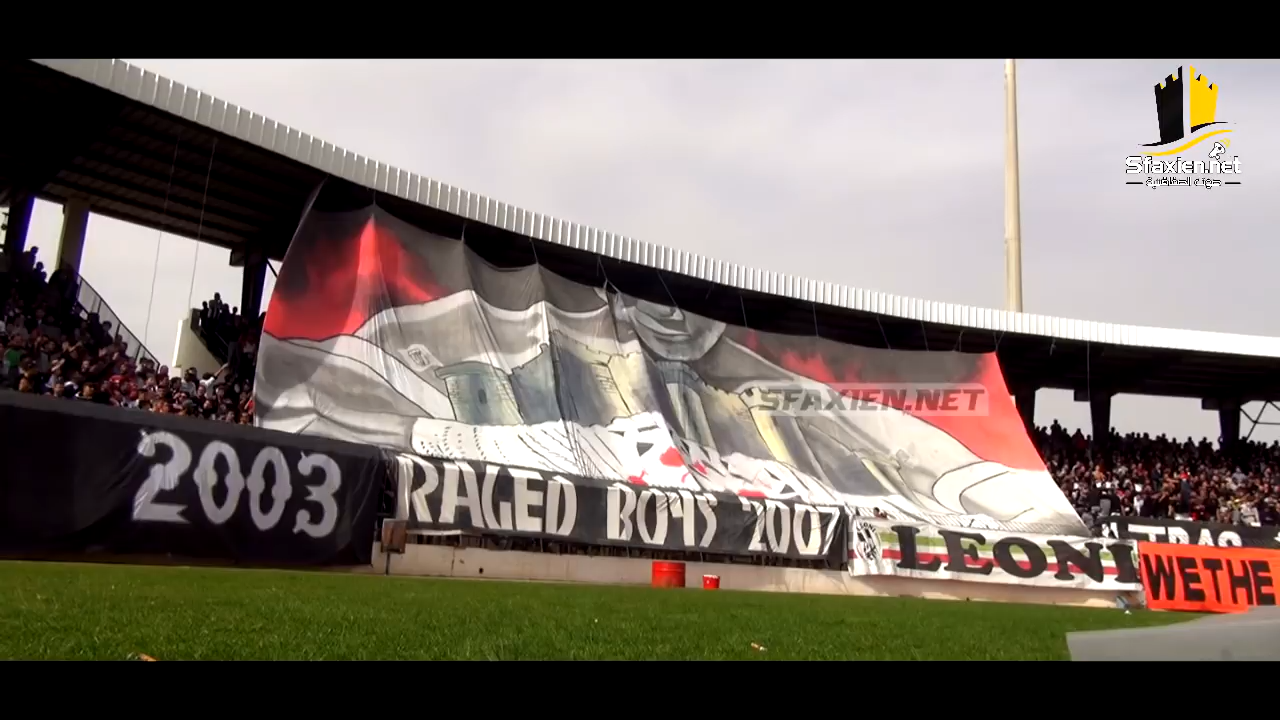 Sfaxien.net
SFAXIEN.NET
2003
RAGED BOYS 2007
LEONI
WETHE